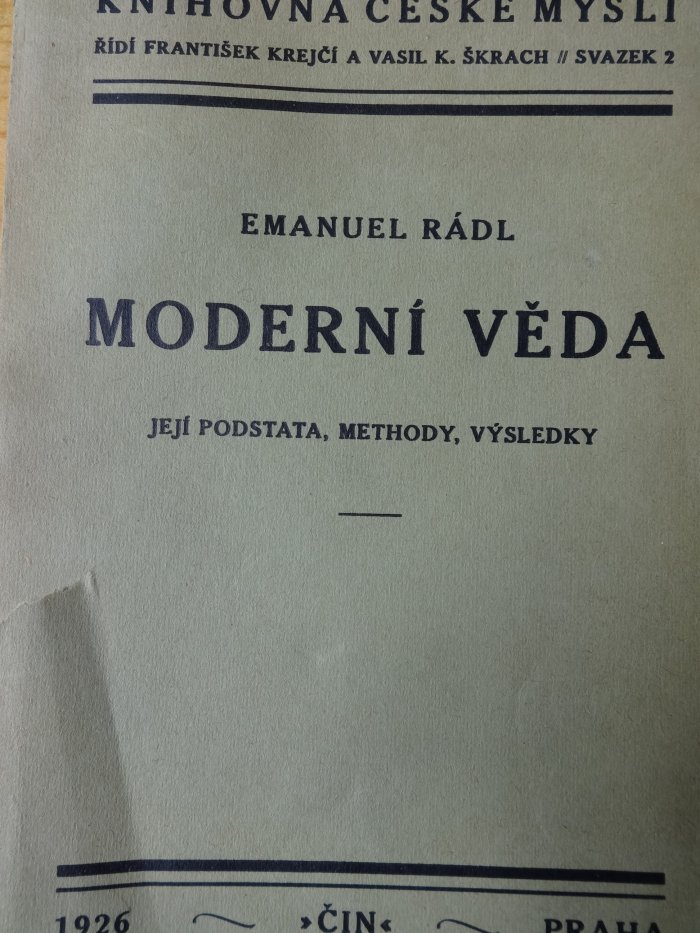 KNIHOVNA ČESKÉ MYSLI
ŘÍDÍ FRANTIŠEK KREJČÍ A VASIL K. ŠKRACH // SVAZEK 2
EMANUEL RÁDL
MODERNÍ VĚDA
JEJÍ PODSTATA, METHODY, VÝSLEDKY
1926 »ČIN« PRAHA